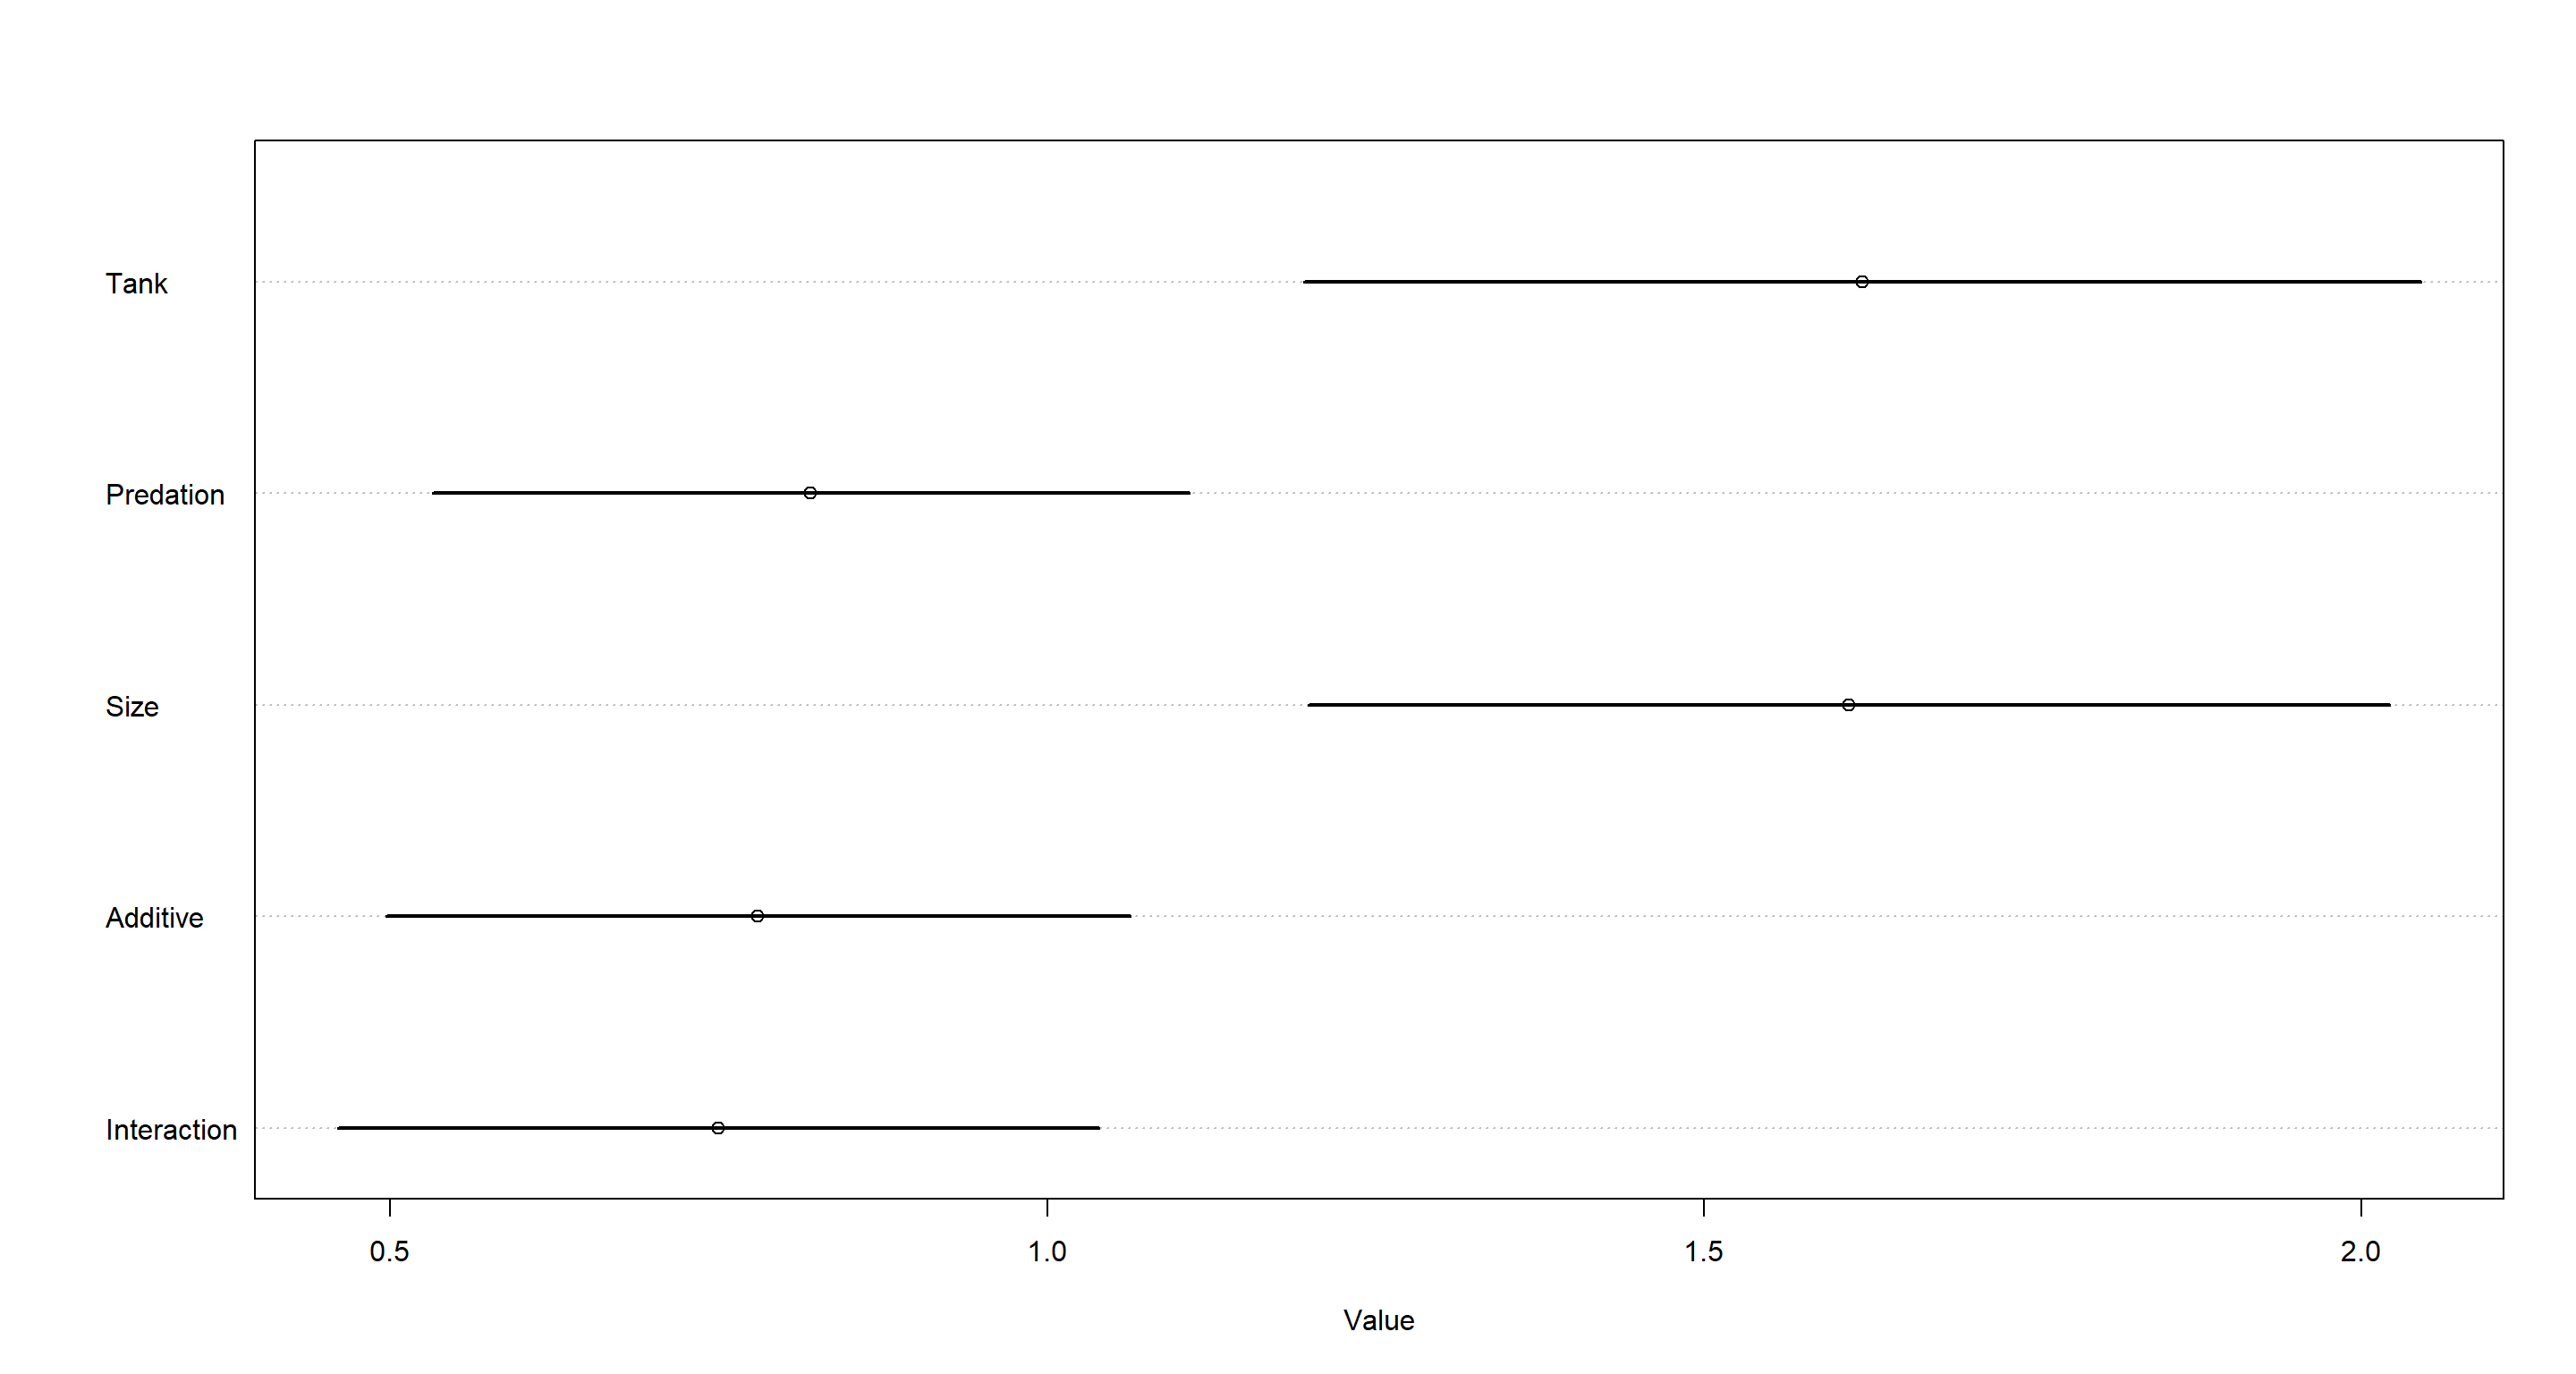 Tank
Predation
Size
Additive
Interaction
0.5 1.0 1.5 2.0
Value